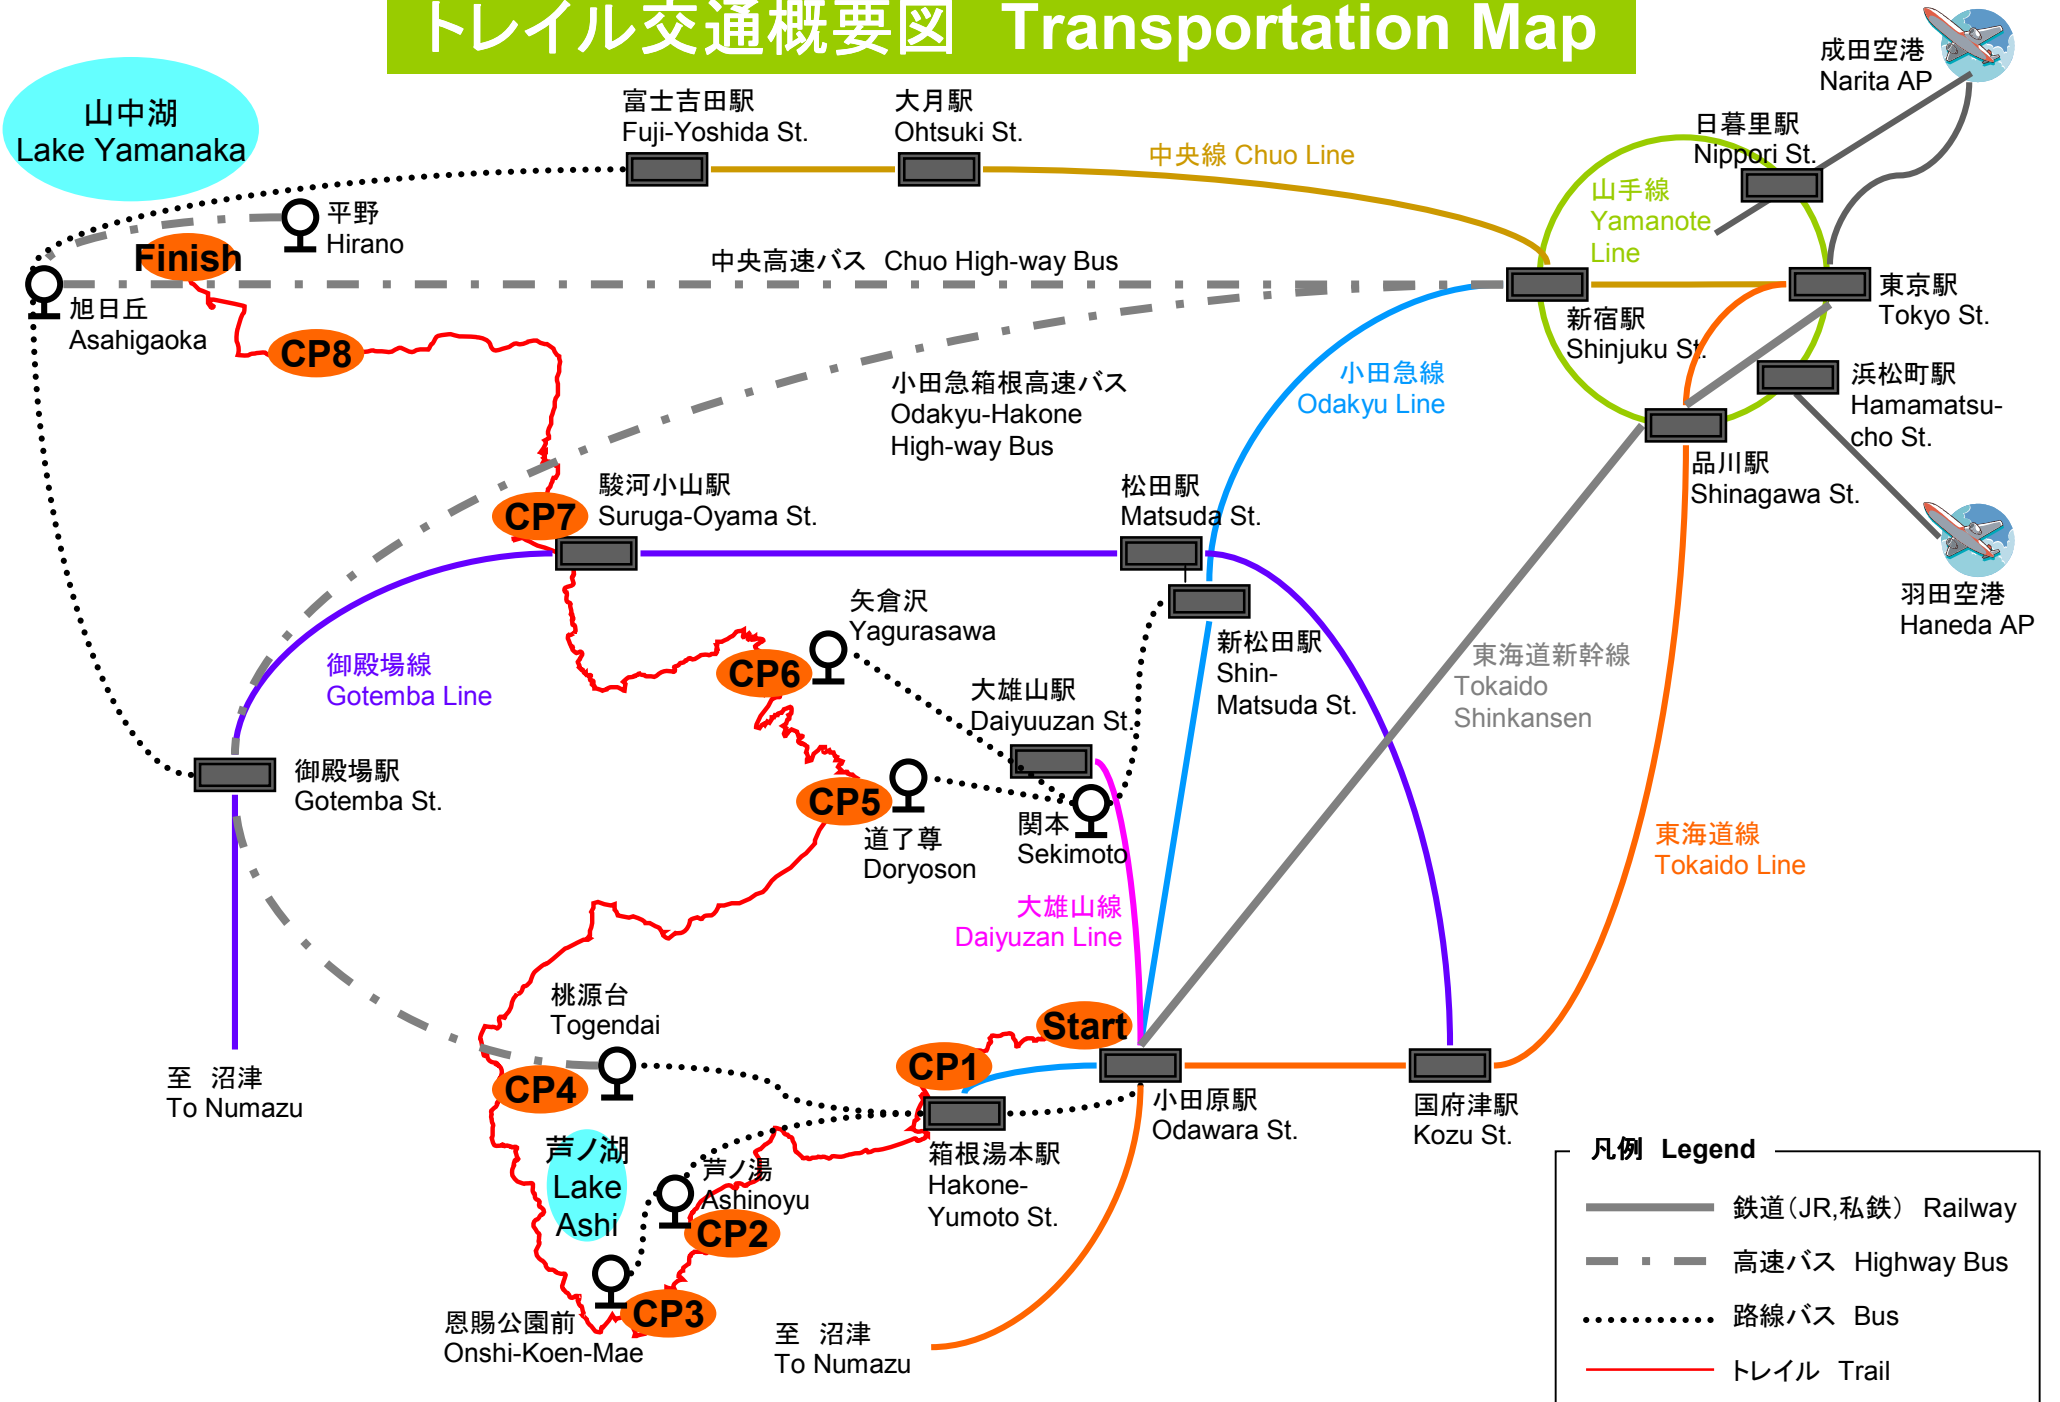 トレイル交通概要図 Transportation Map
成田空港
Narita AP
山中湖
Lake Yamanaka
富士吉田駅
Fuji-Yoshida St.
大月駅
Ohtsuki St.
中央線 Chuo Line
日暮里駅
Nippori St.
山手線
Yamanote
Line
平野
Hirano
Finish
中央高速バス Chuo High-way Bus
旭日丘
Asahigaoka
CP8
新宿駅
Shinjuku St.
東京駅
Tokyo St.
小田急箱根高速バス
Odakyu-Hakone
High-way Bus
小田急線
Odakyu Line
浜松町駅
Hamamatsu-
cho St.
品川駅
Shinagawa St.
CP7
駿河小山駅
Suruga-Oyama St.
松田駅
Matsuda St.
羽田空港
Haneda AP
矢倉沢
Yagurasawa
CP6
新松田駅
Shin-
Matsuda St.
御殿場線
Gotemba Line
大雄山駅
Daiyuuzan St.
東海道新幹線
Tokaido
Shinkansen
御殿場駅
Gotemba St.
CP5
道了尊
Doryoson
関本
Sekimoto
東海道線
Tokaido Line
大雄山線
Daiyuzan Line
桃源台
Togendai
Start
CP1
CP4
至 沼津
To Numazu
小田原駅
Odawara St.
国府津駅
Kozu St.
芦ノ湖
Lake
Ashi
芦ノ湯
Ashinoyu
CP2
箱根湯本駅
Hakone-
Yumoto St.
CP3
恩賜公園前
Onshi-Koen-Mae
至 沼津
To Numazu
凡例 Legend
鉄道(JR,私鉄) Railway
高速バス Highway Bus
路線バス Bus
トレイル Trail